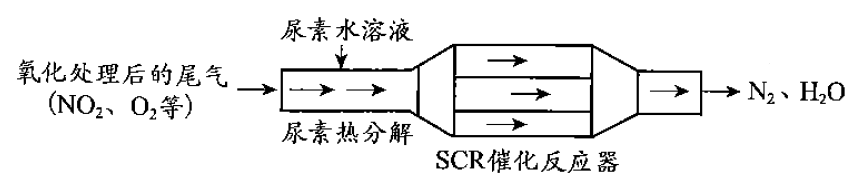 尿素水溶液
氧化处理后的尾气
(NO₂、O₂等)
N₂、H₂O
尿素热分解
SCR催化反应器